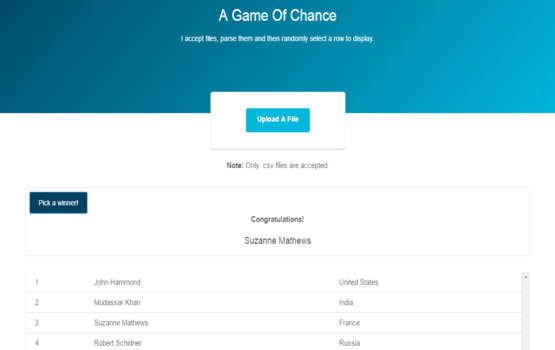 A Game Of Chance
I accept files, parse them and then randomly select a row to display.
Upload A File
Note: Only .csv files are accepted.
Pick a winner!
Congratulations!
Suzanne Mathews
1 John Hammond United States
2 Mudassar Khan India
3 Suzanne Mathews France
4 Robert Schidner Russia